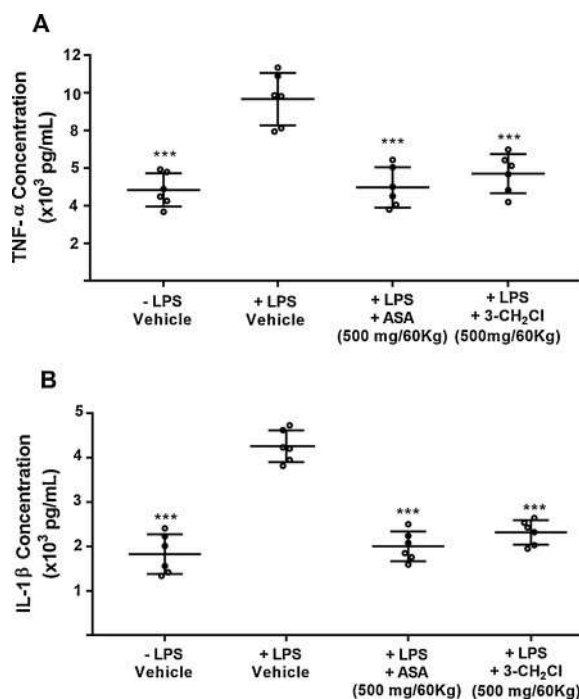 A
TNF- α Concentration
(x10³ pg/mL)
12
10
8
5
4
2
***
***
***
- LPS
Vehicle
+ LPS
Vehicle
+ LPS
+ ASA
(500 mg/60Kg)
+ LPS
+ 3-CH₂Cl
(500mg/60Kg)
B
IL-1 β Concentration
(x10³ pg/mL)
5
4
3
2
1
***
***
***
- LPS
Vehicle
+ LPS
Vehicle
+ LPS
+ ASA
(500 mg/60Kg)
+ LPS
+ 3-CH₂Cl
(500 mg/60Kg)